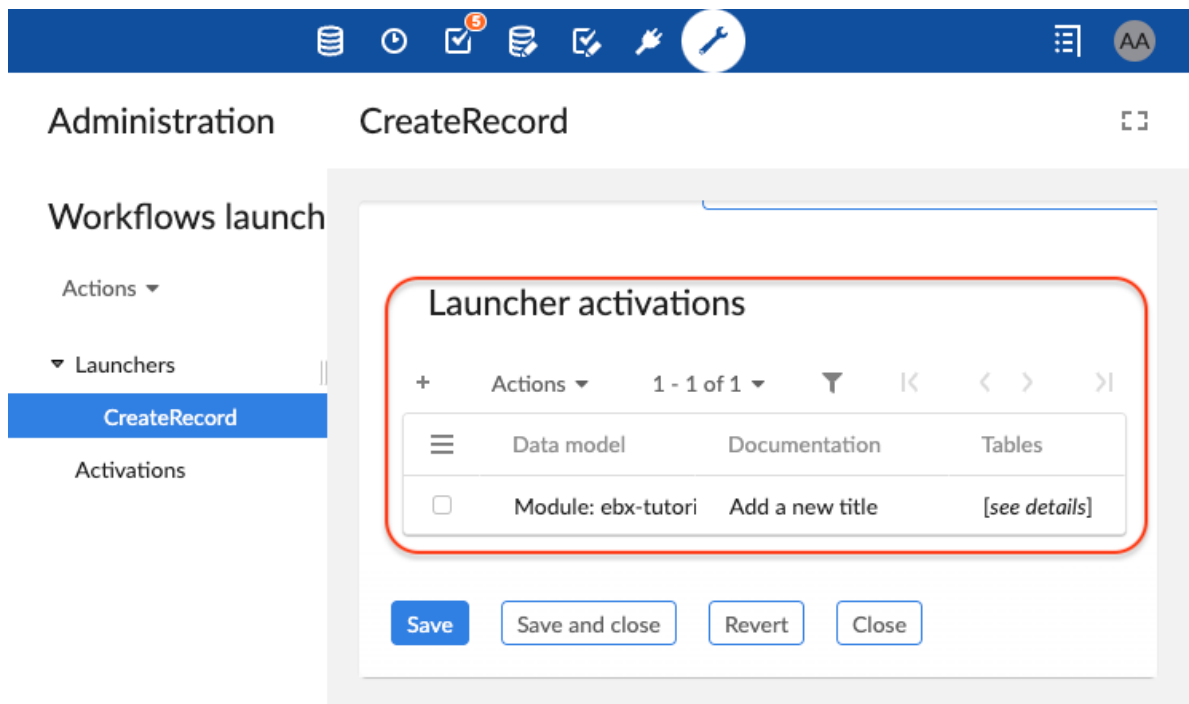 5
AA
Administration
CreateRecord
Workflows launch
Actions
Launchers
CreateRecord
Activations
Launcher activations
Actions
1 - 1 of 1
Data model
Documentation
Tables
Module: ebx-tutori
Add a new title
[see details]
Save
Save and close
Revert
Close